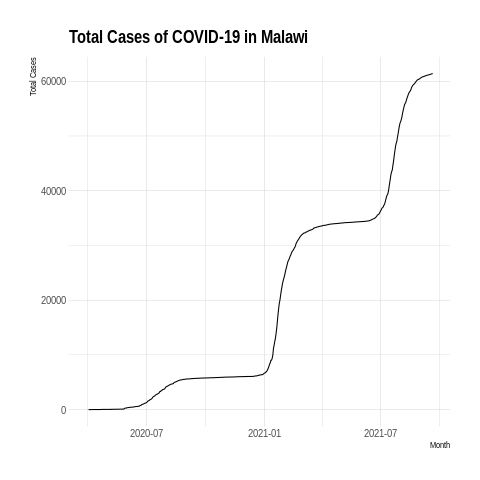 Total Cases of COVID-19 in Malawi
Total Cases
60000
40000
20000
0
2020-07
2021-01
2021-07
Month